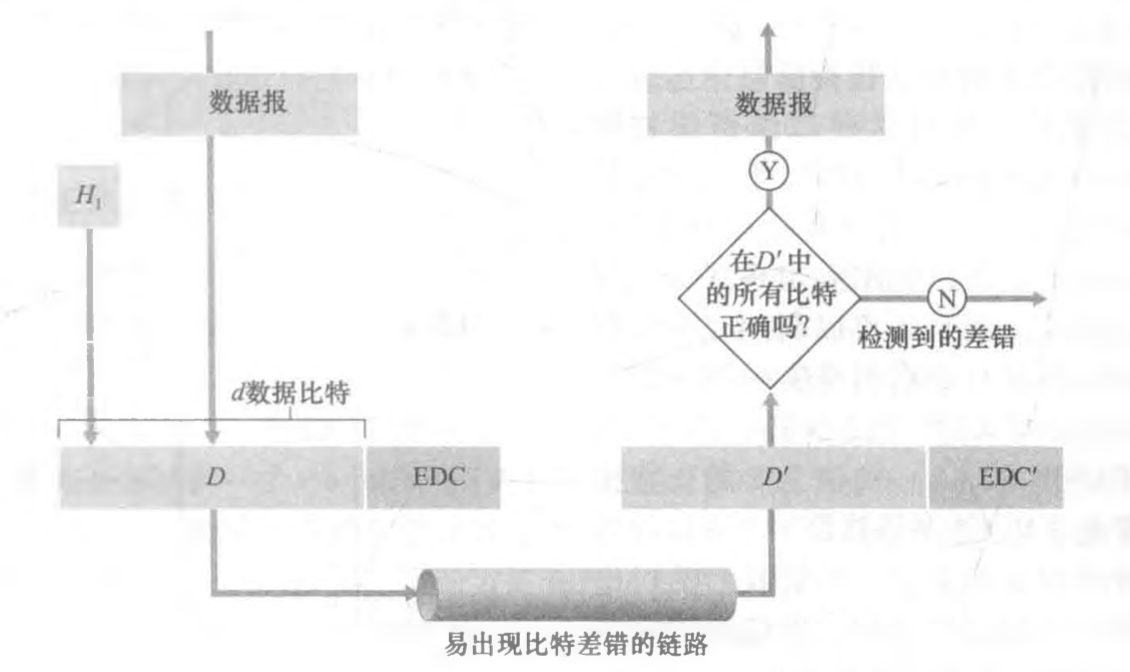 数据报
数据报
H₁
Y
在D′中
的所有比特
正确吗?
N
检测到的差错
d数据比特
D
EDC
D′
EDC′
易出现比特差错的链路